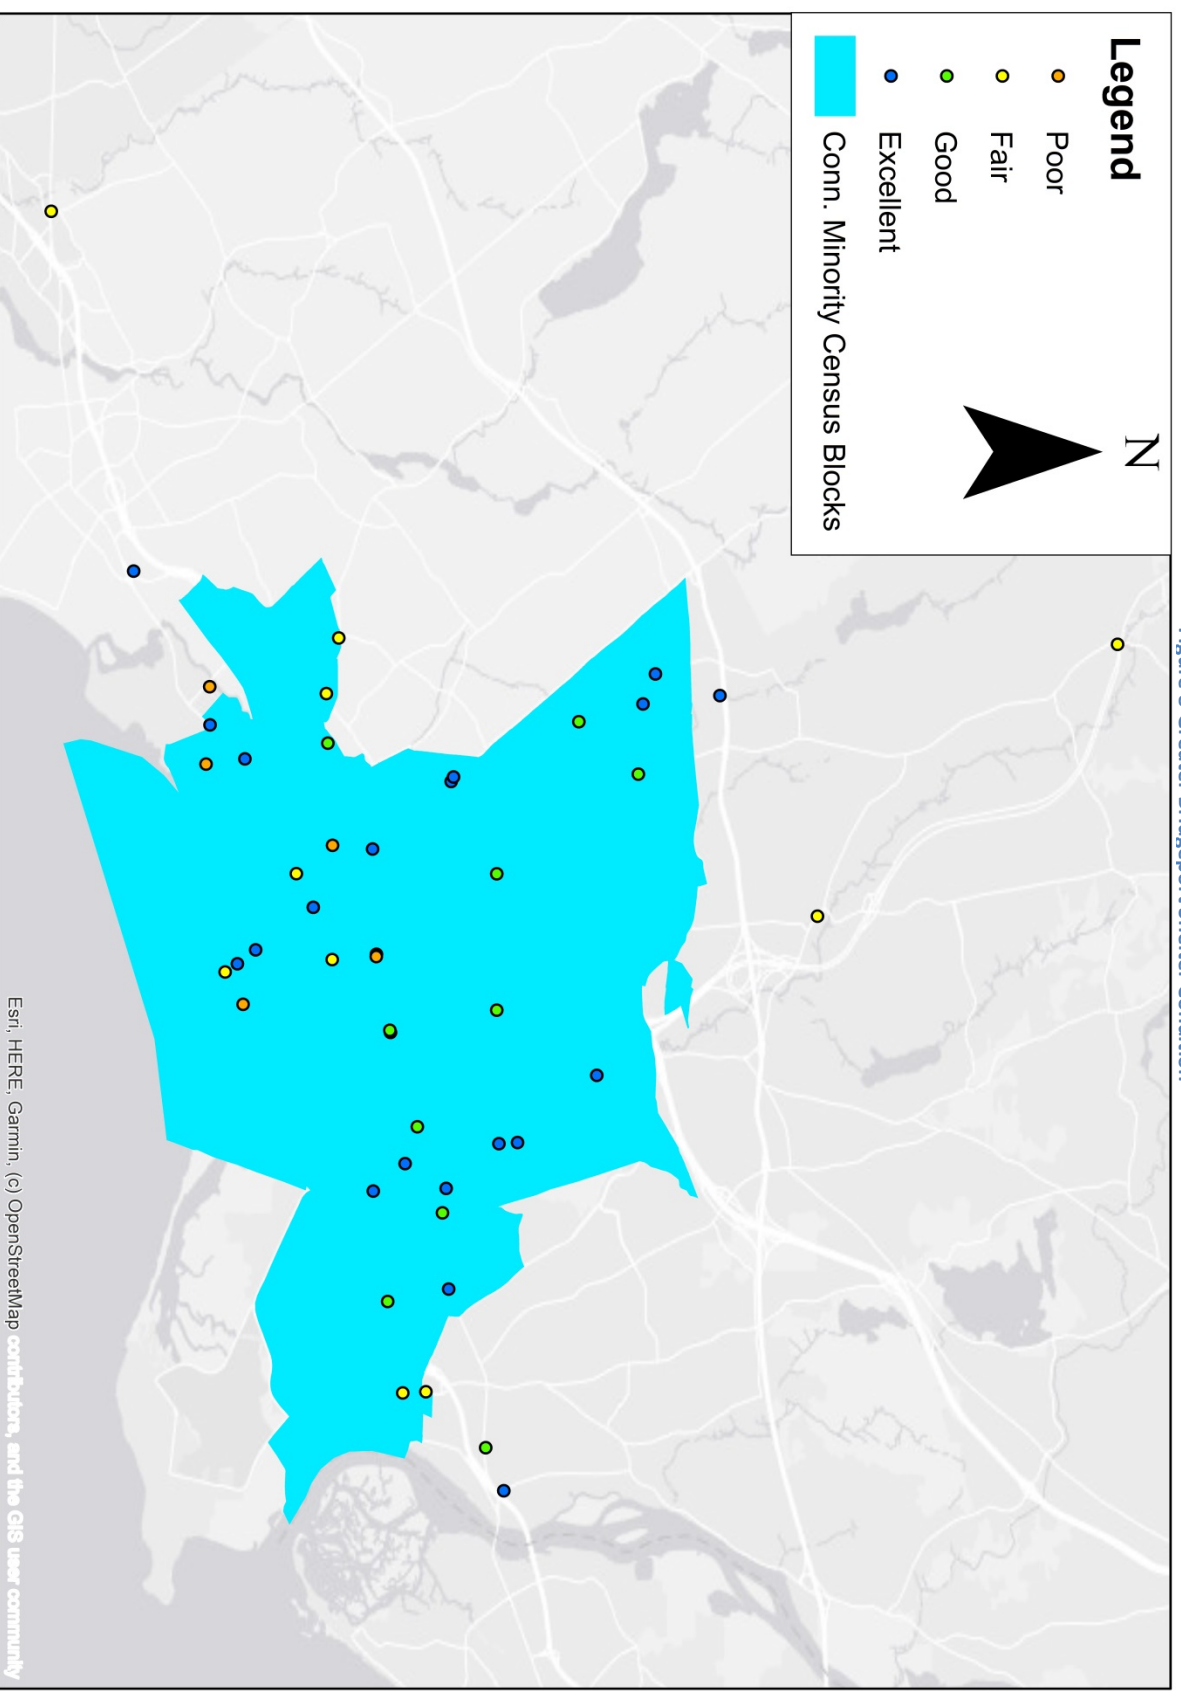 Legend
N
Poor
Fair
Good
Excellent
Conn. Minority Census Blocks
Esri, HERE, Garmin, (c) OpenStreetMap contributors, and the GIS user community